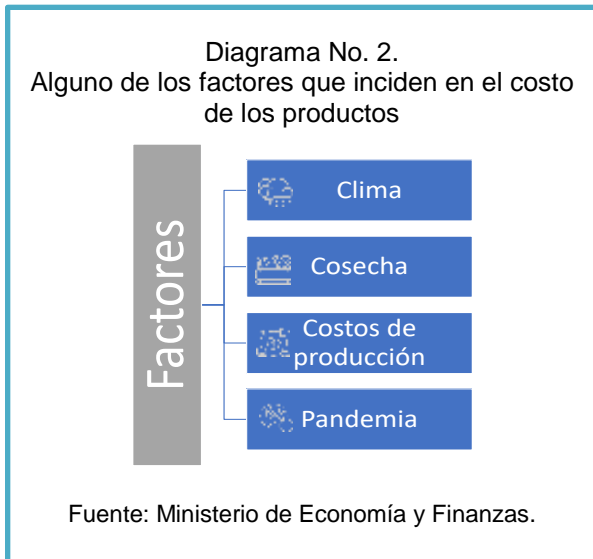 Diagrama No. 2.
Alguno de los factores que inciden en el costo
de los productos
Factores
Clima
Cosecha
Costos de
producción
Pandemia
Fuente: Ministerio de Economía y Finanzas.